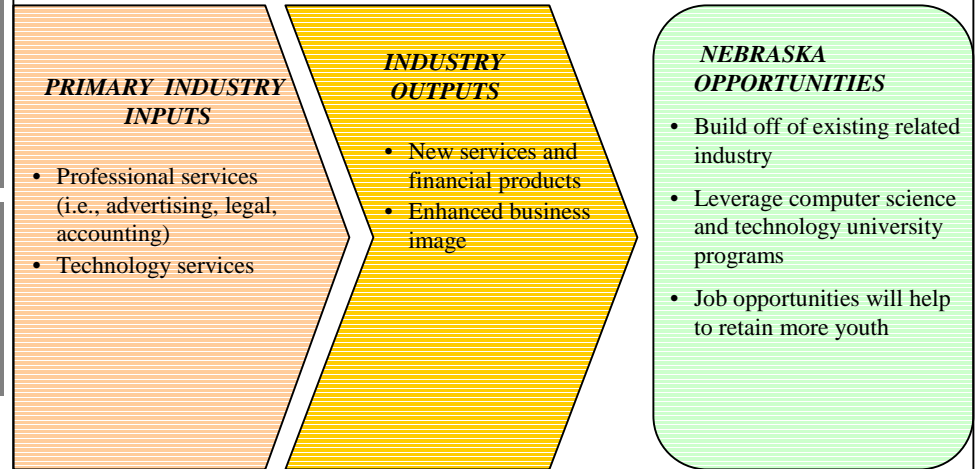 PRIMARY INDUSTRY
INPUTS
• Professional services
(i.e., advertising, legal,
accounting)
• Technology services
INDUSTRY
OUTPUTS
• New services and
financial products
• Enhanced business
image
NEBRASKA
OPPORTUNITIES
• Build off of existing related
industry
• Leverage computer science
and technology university
programs
• Job opportunities will help
to retain more youth